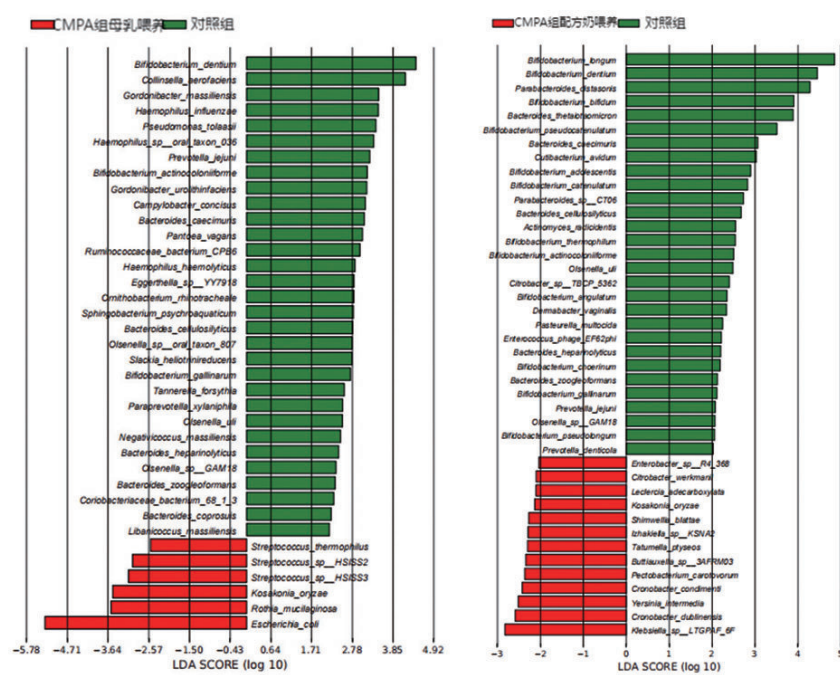 CMPA组母乳喂养 对照组
Bifidobacterium_dentium
Collinsella_aerofaciens
Gordonibacter_massiliensis
Haemophilus_influenzae
Pseudomonas_tolaasii
Haemophilus_sp__oral_taxon_036
Prevotella_jejuni
Bifidobacterium_actinocoloniiforme
Gordonibacter_urolithinfaciens
Campylobacter_concisus
Bacteroides_caecimuris
Pantoea_vagans
Ruminococcaceae_bacterium_CPB6
Haemophilus_haemolyticus
Eggerthella_sp__YY7918
Ornithobacterium_rhinotracheale
Sphingobacterium_psychroaquaticum
Bacteroides_cellulosilyticus
Olsenella_sp__oral_taxon_807
Slackia_heliotrinireducens
Bifidobacterium_gallinarum
Tannerella_forsythia
Paraprevotella_xylaniphila
Olsenella_uli
Negativicoccus_massiliensis
Bacteroides_heparinolyticus
Olsenella_sp__GAM18
Bacteroides_zoogleoformans
Coriobacteriaceae_bacterium_68_1_3
Bacteroides_coprosuis
Libanicoccus_massiliensis
Streptococcus_thermophilus
Streptococcus_sp__HSISS2
Streptococcus_sp__HSISS3
Kosakonia_oryzae
Rothia_mucilaginosa
Escherichia_coli
-5.78 -4.71 -3.64 -2.57 -1.50 -0.43 0.64 1.71 2.78 3.85 4.92
LDA SCORE (log 10)
CMPA组配方奶喂养 对照组
Bifidobacterium_longum
Bifidobacterium_dentium
Parabacteroides_distasonis
Bifidobacterium_bifidum
Bacteroides_thetaiotaomicron
Bifidobacterium_pseudocatenulatum
Bacteroides_caecimuris
Cutibacterium_avidum
Bifidobacterium_adolescentis
Bifidobacterium_catenulatum
Parabacteroides_sp__CT06
Bacteroides_cellulosilyticus
Actinomyces_radicidentis
Bifidobacterium_thermophilum
Bifidobacterium_actinocoloniiforme
Olsenella_uli
Citrobacter_sp__TBCP_5362
Bifidobacterium_angulatum
Dermabacter_vaginalis
Pasteurella_multocida
Enterococcus_phage_EF62phi
Bacteroides_heparinolyticus
Bifidobacterium_choerinum
Bacteroides_zoogleoformans
Bifidobacterium_gallinarum
Prevotella_jejuni
Olsenella_sp__GAM18
Bifidobacterium_pseudolongum
Prevotella_denticola
Enterobacter_sp__R4_368
Citrobacter_werkmanii
Leclercia_adecarboxylata
Kosakonia_oryzae
Shimwellia_blattae
Izhakiella_sp__KSNA2
Tatumella_ptyseos
Buttiauxella_sp__3AFRM03
Pectobacterium_carotovorum
Cronobacter_condimenti
Yersinia_intermedia
Cronobacter_dublinensis
Klebsiella_sp__LTGPAF_6F
−3 −2 −1 0 1 2 3 4 5
LDA SCORE (log 10)